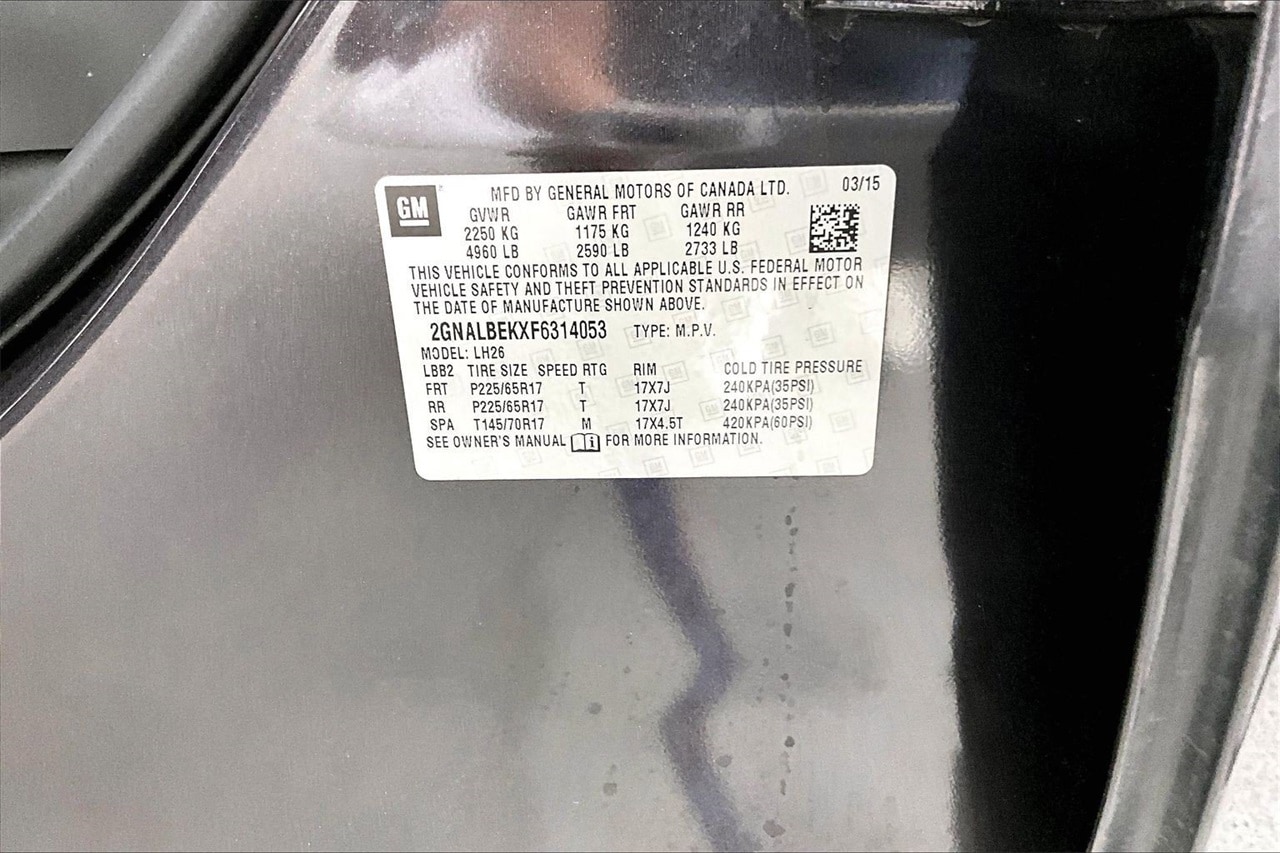 GM
MFD BY GENERAL MOTORS OF CANADA LTD. 03/15
GVWR GAWR FRT GAWR RR
2250 KG 1175 KG 1240 KG
4960 LB 2590 LB 2733 LB
THIS VEHICLE CONFORMS TO ALL APPLICABLE U.S. FEDERAL MOTOR
VEHICLE SAFETY AND THEFT PREVENTION STANDARDS IN EFFECT ON
THE DATE OF MANUFACTURE SHOWN ABOVE.
2GNALBEKXF6314053 TYPE: M.P.V.
MODEL: LH26
LBB2 TIRE SIZE SPEED RTG RIM COLD TIRE PRESSURE
FRT P225/65R17 T 17X7J 240KPA(35PSI)
RR P225/65R17 T 17X7J 240KPA(35PSI)
SPA T145/70R17 M 17X4.5T 420KPA(60PSI)
SEE OWNER'S MANUAL FOR MORE INFORMATION.